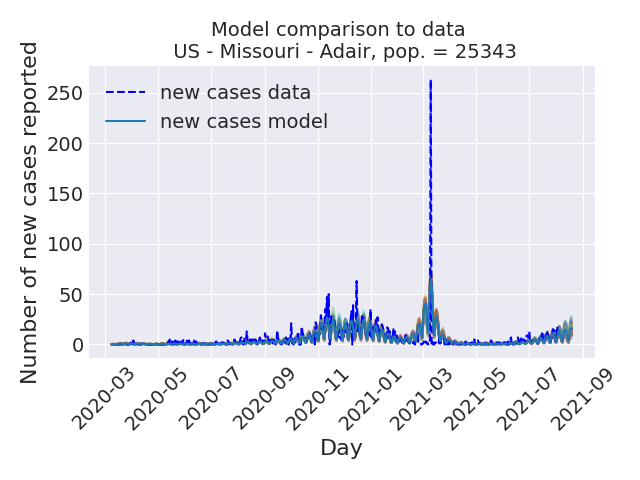 Model comparison to data
US - Missouri - Adair, pop. = 25343
Number of new cases reported
250
200
150
100
50
0
new cases data
new cases model
2020-03
2020-05
2020-07
2020-09
2020-11
2021-01
2021-03
2021-05
2021-07
2021-09
Day